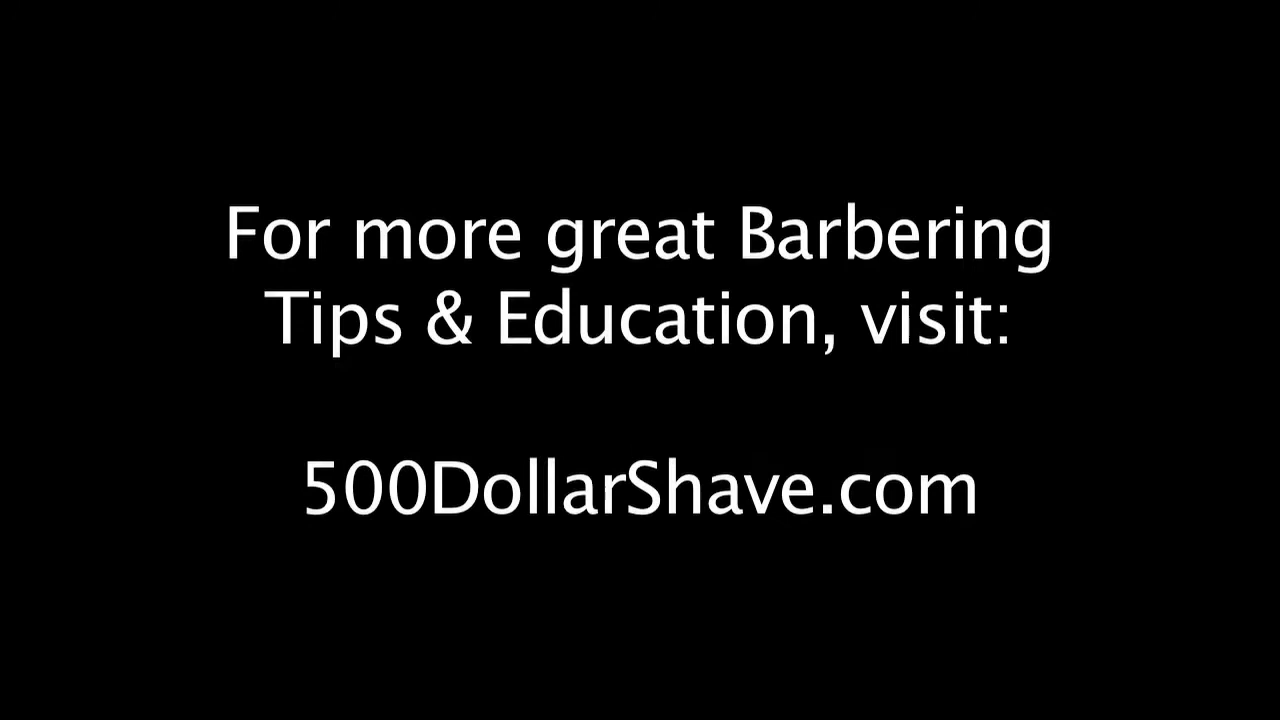 For more great Barbering
Tips & Education, visit:
500DollarShave.com